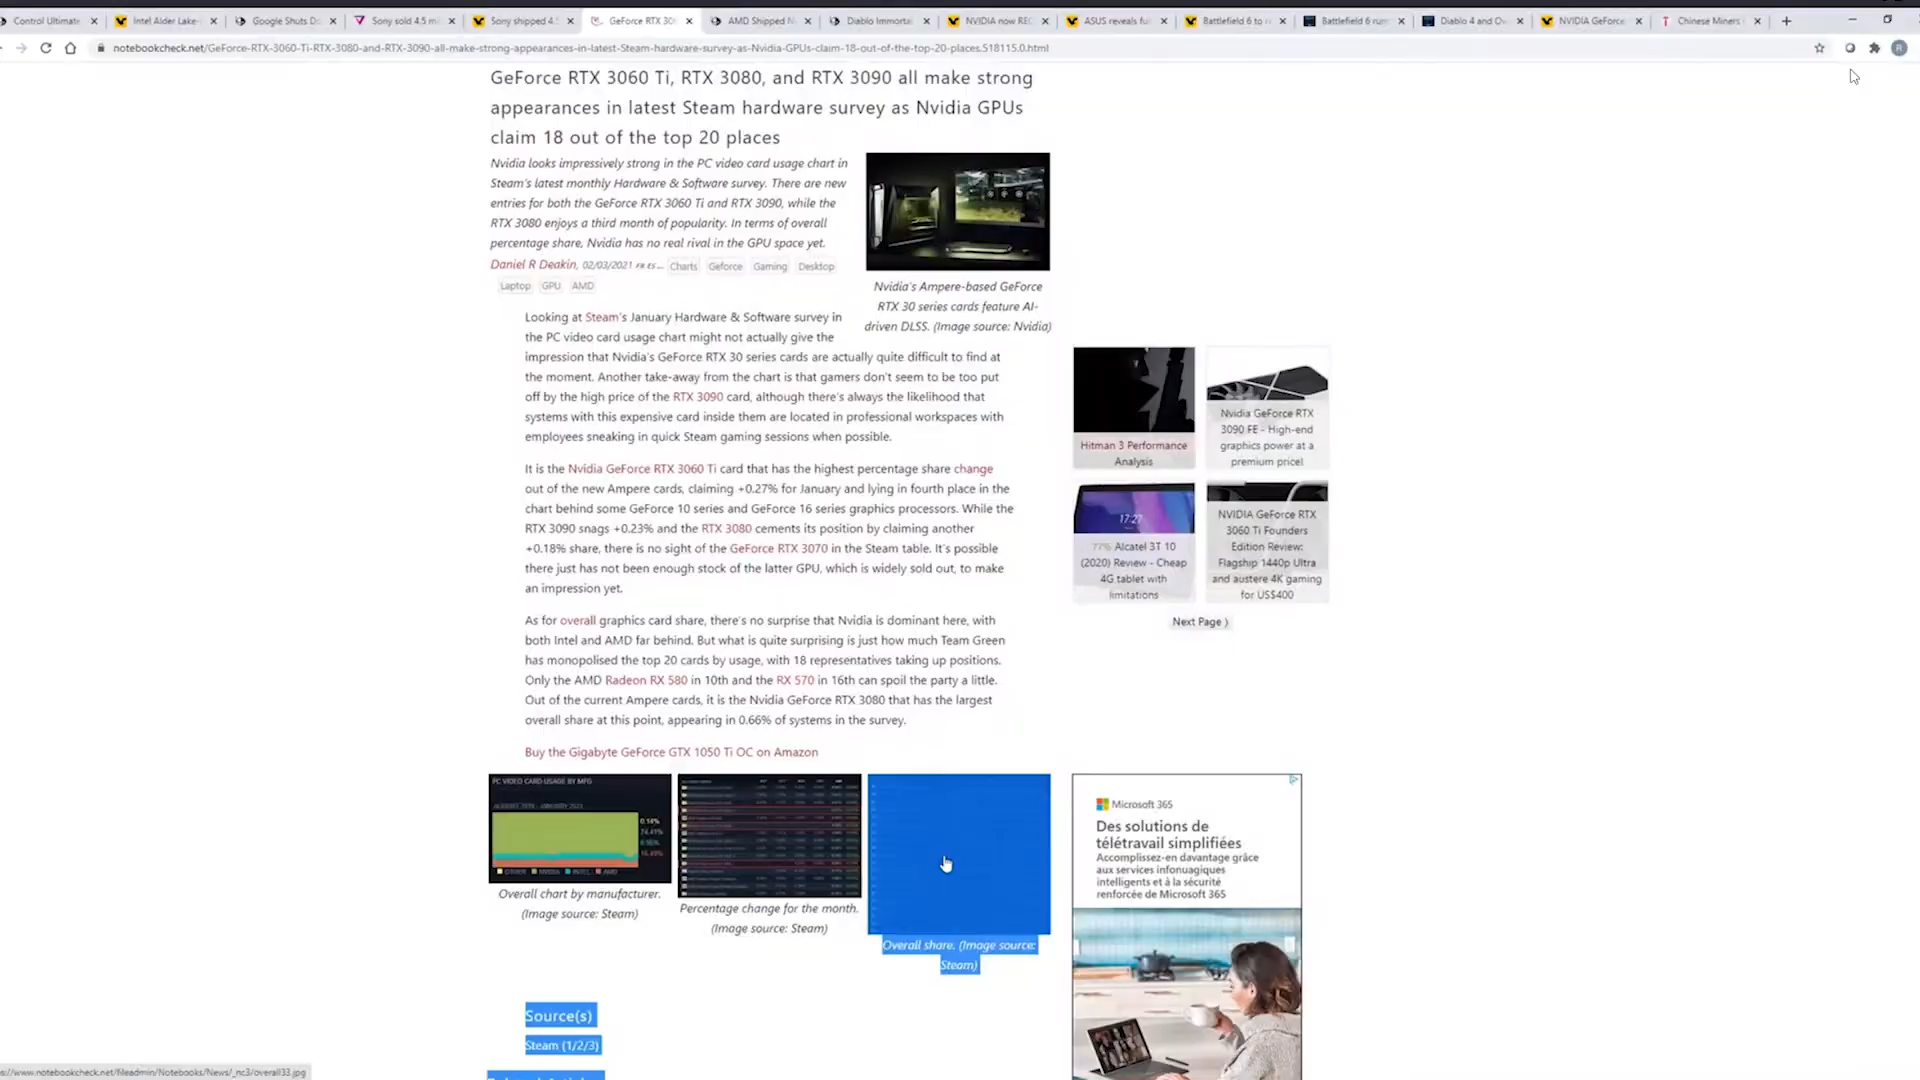 Control Ultimate
Intel Alder Lake-
Google Shuts D
Sony sold 4.5 mi
Sony shipped 4.5
GeForce RTX 30
AMD Shipped N
Diablo Immortal
NVIDIA now REC
ASUS reveals fu
Battlefield 6 to
Battlefield 6 rum
Diablo 4 and Ov
NVIDIA GeForce
Chinese Miners
notebookcheck.net/GeForce-RTX-3060-Ti-RTX-3080-and-RTX-3090-all-make-strong-appearances-in-latest-Steam-hardware-survey-as-Nvidia-GPUs-claim-18-out-of-the-top-20-places.518115.0.html
R
GeForce RTX 3060 Ti, RTX 3080, and RTX 3090 all make strong
appearances in latest Steam hardware survey as Nvidia GPUs
claim 18 out of the top 20 places
Nvidia looks impressively strong in the PC video card usage chart in
Steam's latest monthly Hardware & Software survey. There are new
entries for both the GeForce RTX 3060 Ti and RTX 3090, while the
RTX 3080 enjoys a third month of popularity. In terms of overall
percentage share, Nvidia has no real rival in the GPU space yet.
Daniel R Deakin, 02/03/2021 FR ES ... Charts Geforce Gaming Desktop
Laptop GPU AMD
Nvidia's Ampere-based GeForce
RTX 30 series cards feature AI-
driven DLSS. (Image source: Nvidia)
Looking at Steam's January Hardware & Software survey in
the PC video card usage chart might not actually give the
impression that Nvidia's GeForce RTX 30 series cards are actually quite difficult to find at
the moment. Another take-away from the chart is that gamers don't seem to be too put
off by the high price of the RTX 3090 card, although there's always the likelihood that
systems with this expensive card inside them are located in professional workspaces with
employees sneaking in quick Steam gaming sessions when possible.
It is the Nvidia GeForce RTX 3060 Ti card that has the highest percentage share change
out of the new Ampere cards, claiming +0.27% for January and lying in fourth place in the
chart behind some GeForce 10 series and GeForce 16 series graphics processors. While the
RTX 3090 snags +0.23% and the RTX 3080 cements its position by claiming another
+0.18% share, there is no sight of the GeForce RTX 3070 in the Steam table. It's possible
there just has not been enough stock of the latter GPU, which is widely sold out, to make
an impression yet.
As for overall graphics card share, there's no surprise that Nvidia is dominant here, with
both Intel and AMD far behind. But what is quite surprising is just how much Team Green
has monopolised the top 20 cards by usage, with 18 representatives taking up positions.
Only the AMD Radeon RX 580 in 10th and the RX 570 in 16th can spoil the party a little.
Out of the current Ampere cards, it is the Nvidia GeForce RTX 3080 that has the largest
overall share at this point, appearing in 0.66% of systems in the survey.
Buy the Gigabyte GeForce GTX 1050 Ti OC on Amazon
Hitman 3 Performance
Analysis
Nvidia GeForce RTX
3090 FE - High-end
graphics power at a
premium price!
17:27
77% Alcatel 3T 10
(2020) Review - Cheap
4G tablet with
limitations
NVIDIA GeForce RTX
3060 Ti Founders
Edition Review:
Flagship 1440p Ultra
and austere 4K gaming
for US$400
Next Page ⟩
PC VIDEO CARD USAGE BY MFG
0.14%
74.41%
OTHER NVIDIA INTEL AMD
Overall chart by manufacturer.
(Image source: Steam)
Percentage change for the month.
(Image source: Steam)
Overall share. (Image source:
Steam)
Source(s)
Steam (1/2/3)
Microsoft 365
Des solutions de
télétravail simplifiées
Accomplissez-en davantage grâce
aux services infonuagiques
intelligents et à la sécurité
renforcée de Microsoft 365
s://www.notebookcheck.net/fileadmin/Notebooks/News/_nc3/overall33.jpg